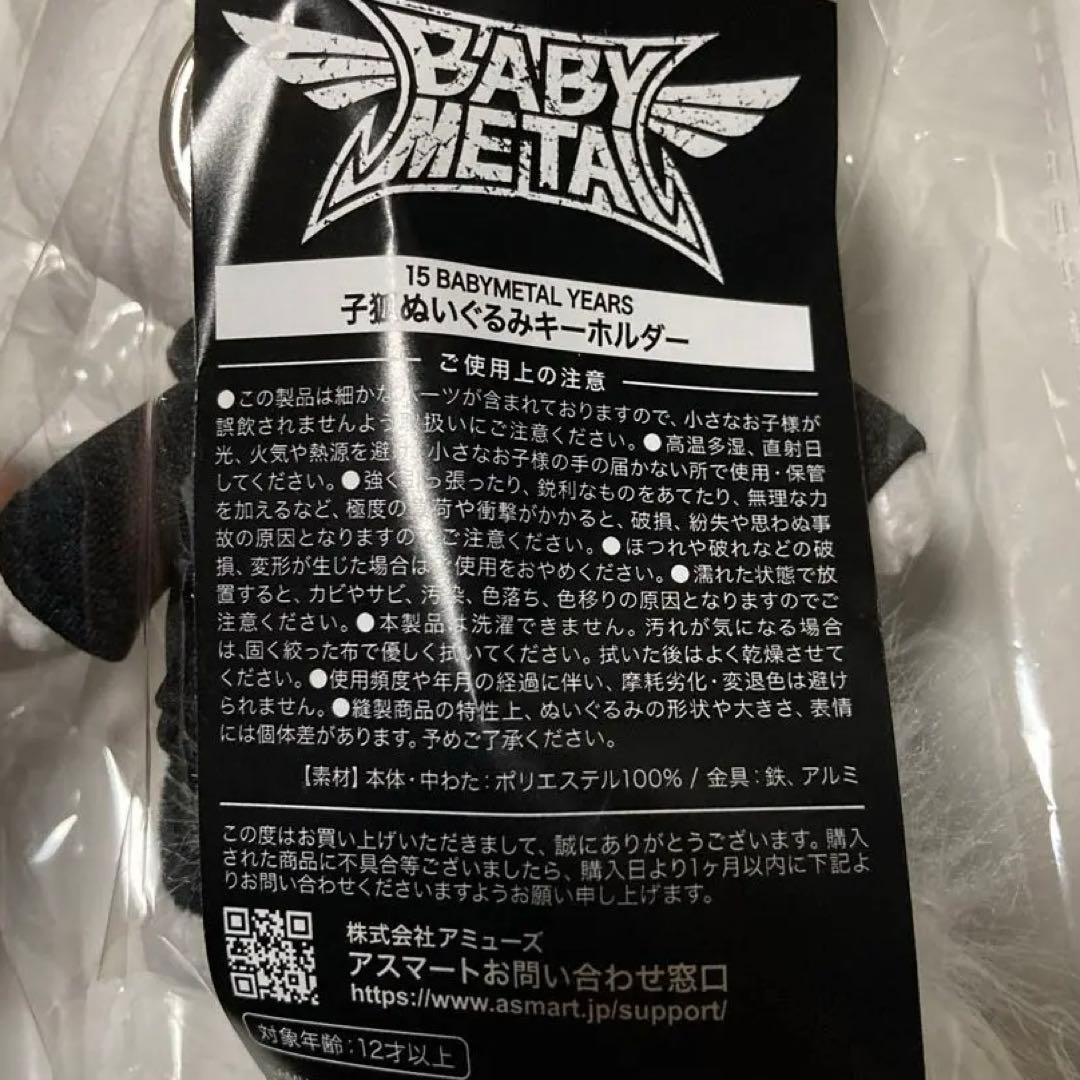 BABY
METAL
15 BABYMETAL YEARS
子狐ぬいぐるみキーホルダー
ご使用上の注意
●この製品は細かなパーツが含まれておりますので、小さなお子様が
誤飲されませんよう 扱いにご注意ください。●高温多湿、直射日
光、火気や熱源を避 小さなお子様の手の届かない所で使用・保管
してください。●強く引っ張ったり、鋭利なものをあてたり、無理な力
を加えるなど、極度の 荷や衝撃がかかると、破損、紛失や思わぬ事
故の原因となりますのでご注意ください。●ほつれや破れなどの破
損、変形が生じた場合はご使用をおやめください。●濡れた状態で放
置すると、カビやサビ、汚染、色落ち、色移りの原因となりますのでご
注意ください。●本製品は洗濯できません。汚れが気になる場合
は、固く絞った布で優しく拭いてください。拭いた後はよく乾燥させて
ください。●使用頻度や年月の経過に伴い、摩耗劣化・変退色は避け
られません。●縫製商品の特性上、ぬいぐるみの形状や大きさ、表情
には個体差があります。予めご了承ください。
【素材】本体・中わた：ポリエステル100% / 金具：鉄、アルミ
この度はお買い上げいただきまして、誠にありがとうございます。購入
された商品に不具合等ございましたら、購入日より1ヶ月以内に下記よ
りお問い合わせくださいますようお願い申し上げます。
株式会社アミューズ
アスマートお問い合わせ窓口
https://www.asmart.jp/support/
対象年齢：12才以上